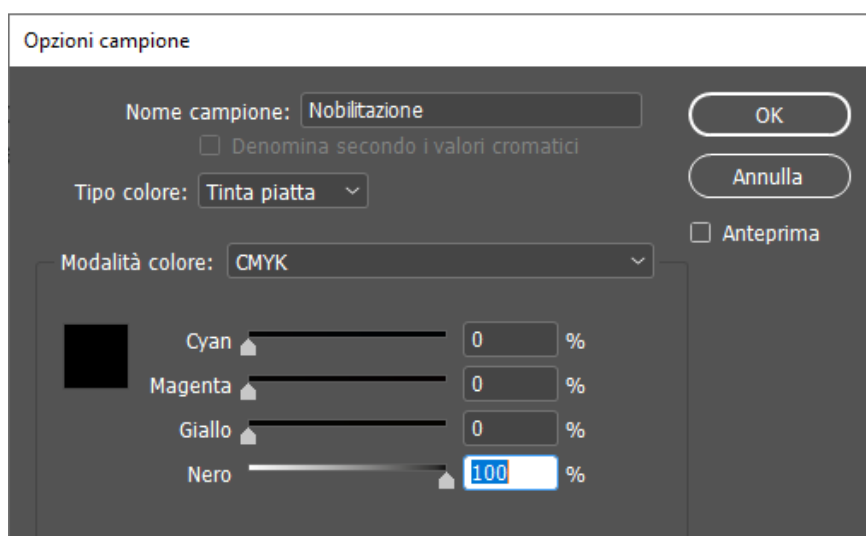 Opzioni campione
Nome campione: Nobilitazione
OK
Denomina secondo i valori cromatici
Annulla
Tipo colore: Tinta piatta
Anteprima
Modalità colore: CMYK
Cyan 0 %
Magenta 0 %
Giallo 0 %
Nero 100 %